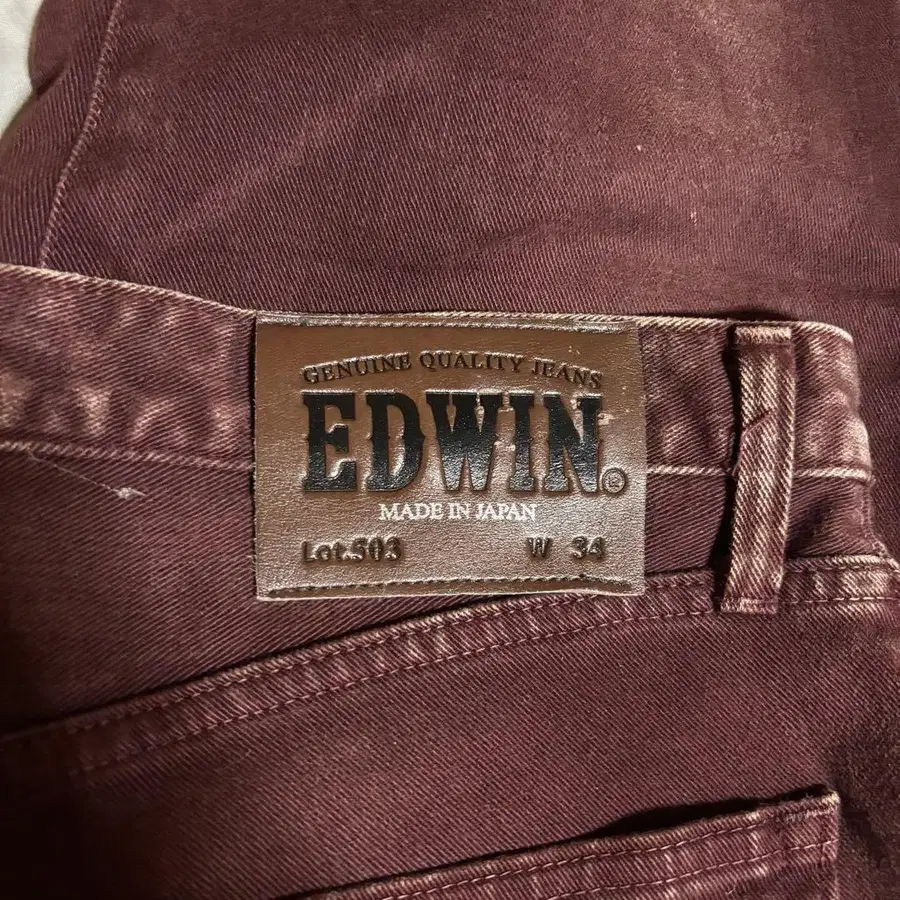 GENUINE QUALITY JEANS
EDWIN®
MADE IN JAPAN
Lot.503 W 34